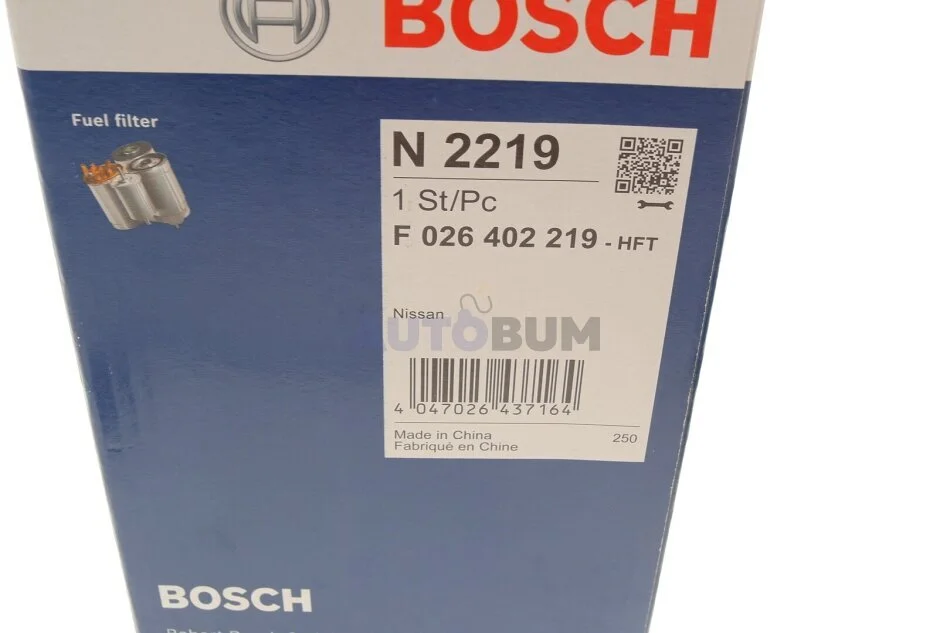 BOSCH
Fuel filter
N 2219
1 St/Pc
F 026 402 219 - HFT
Nissan
AUTOBUM
4 047026 437164
Made in China
250
Fabriqué en Chine
BOSCH